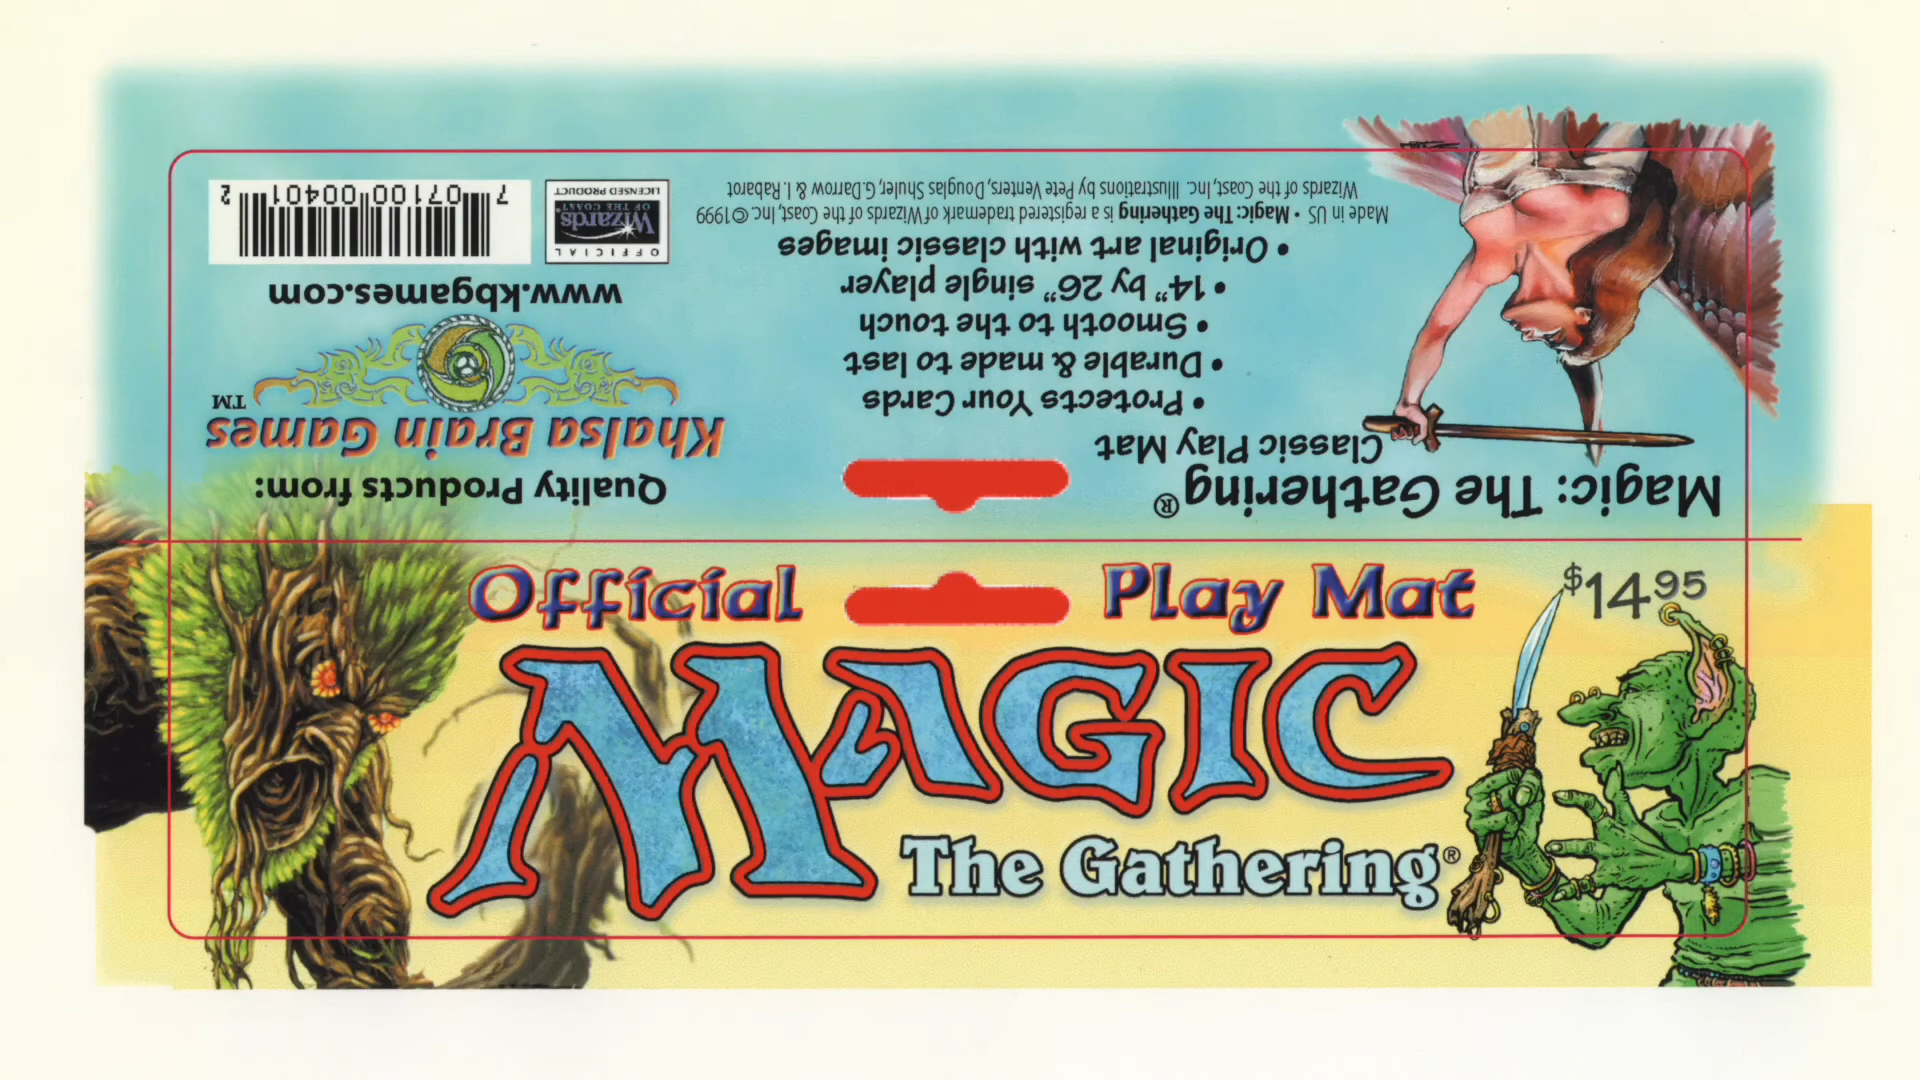 Official Play Mat
$14.95
MAGIC
The Gathering®
Magic: The Gathering®
Classic Play Mat
• Protects Your Cards
• Durable & made to last
• Smooth to the touch
• 14" by 26" single player
• Original art with classic images
Made in US • Magic: The Gathering is a registered trademark of Wizards of the Coast, Inc. © 1999
Wizards of the Coast, Inc. Illustrations by Pete Venters, Douglas Shuler, G.Darrow & I. Rabarot
Quality Products from:
Khalsa Brain Games™
www.kbgames.com
OFFICIAL
Wizards
OF THE COAST®
LICENSED PRODUCT
7 07100 00401 2